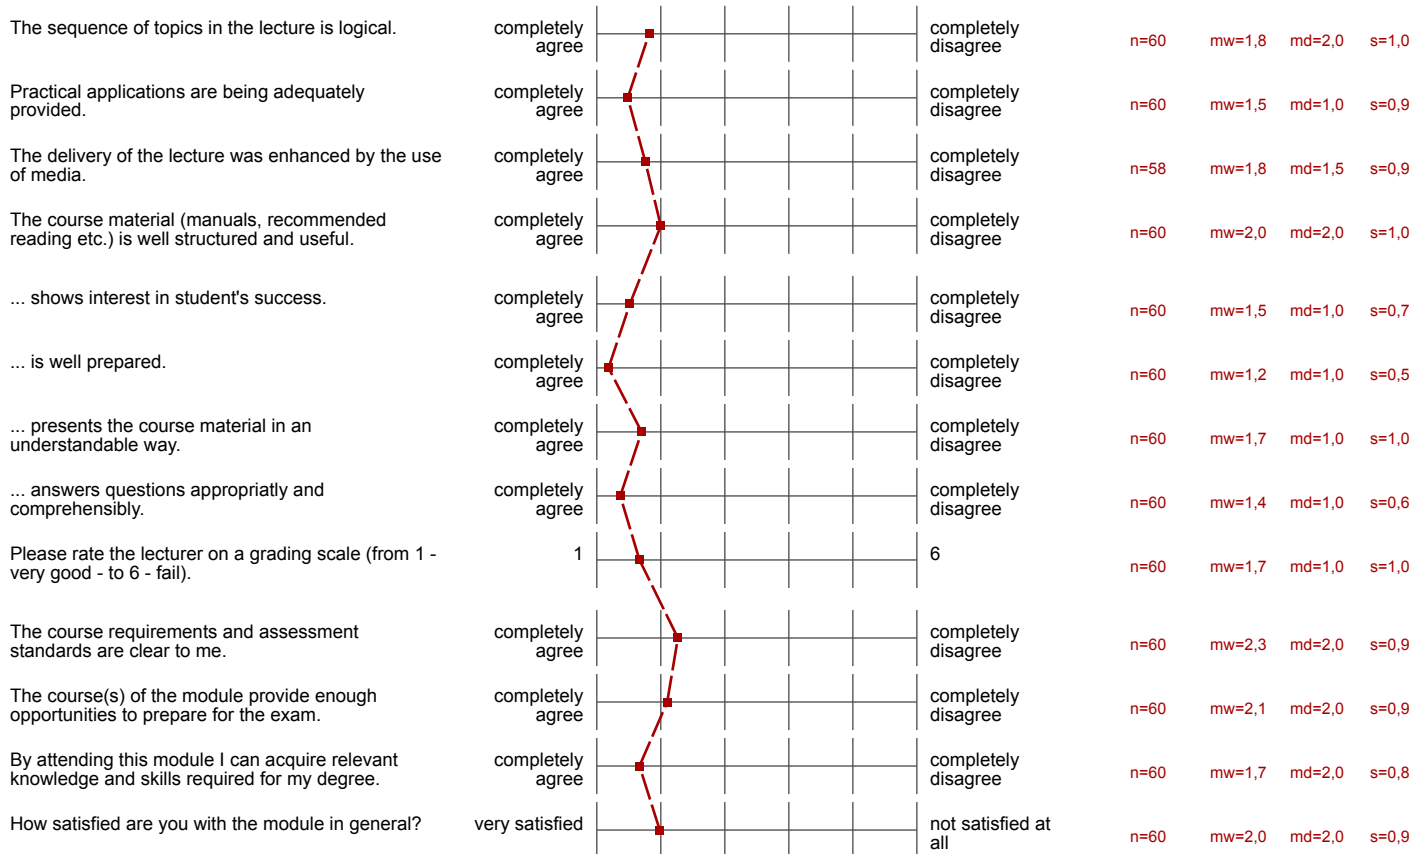 The sequence of topics in the lecture is logical.
completely
agree
completely
disagree
n=60 mw=1,8 md=2,0 s=1,0
Practical applications are being adequately
provided.
completely
agree
completely
disagree
n=60 mw=1,5 md=1,0 s=0,9
The delivery of the lecture was enhanced by the use
of media.
completely
agree
completely
disagree
n=58 mw=1,8 md=1,5 s=0,9
The course material (manuals, recommended
reading etc.) is well structured and useful.
completely
agree
completely
disagree
n=60 mw=2,0 md=2,0 s=1,0
... shows interest in student's success.
completely
agree
completely
disagree
n=60 mw=1,5 md=1,0 s=0,7
... is well prepared.
completely
agree
completely
disagree
n=60 mw=1,2 md=1,0 s=0,5
... presents the course material in an
understandable way.
completely
agree
completely
disagree
n=60 mw=1,7 md=1,0 s=1,0
... answers questions appropriatly and
comprehensibly.
completely
agree
completely
disagree
n=60 mw=1,4 md=1,0 s=0,6
Please rate the lecturer on a grading scale (from 1 -
very good - to 6 - fail).
1
6
n=60 mw=1,7 md=1,0 s=1,0
The course requirements and assessment
standards are clear to me.
completely
agree
completely
disagree
n=60 mw=2,3 md=2,0 s=0,9
The course(s) of the module provide enough
opportunities to prepare for the exam.
completely
agree
completely
disagree
n=60 mw=2,1 md=2,0 s=0,9
By attending this module I can acquire relevant
knowledge and skills required for my degree.
completely
agree
completely
disagree
n=60 mw=1,7 md=2,0 s=0,8
How satisfied are you with the module in general?
very satisfied
not satisfied at
all
n=60 mw=2,0 md=2,0 s=0,9